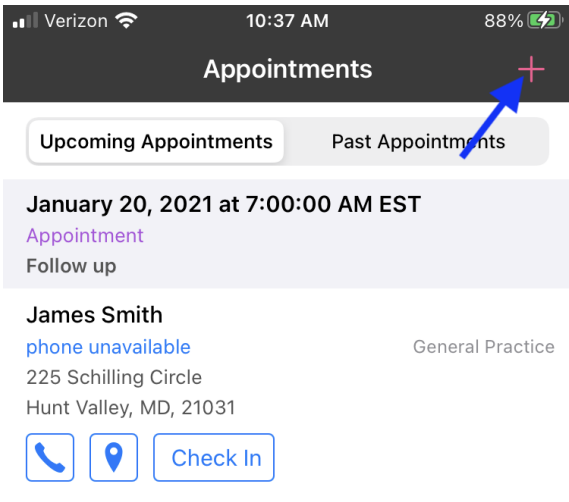 Verizon 10:37 AM 88%
Appointments +
Upcoming Appointments Past Appointments
January 20, 2021 at 7:00:00 AM EST
Appointment
Follow up
James Smith
phone unavailable General Practice
225 Schilling Circle
Hunt Valley, MD, 21031
Check In